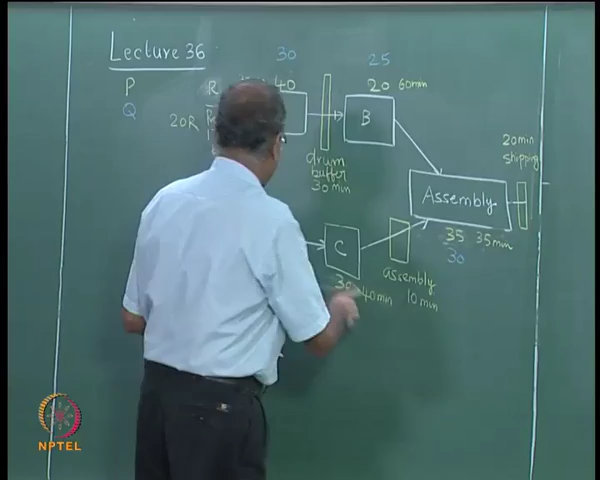 Lecture 36
P
Q
R
20R
30
40
25
20 60min
B
drum
buffer
30 min
Assembly
35 35min
30
20min
shipping
C
30 40min
assembly
10 min
NPTEL